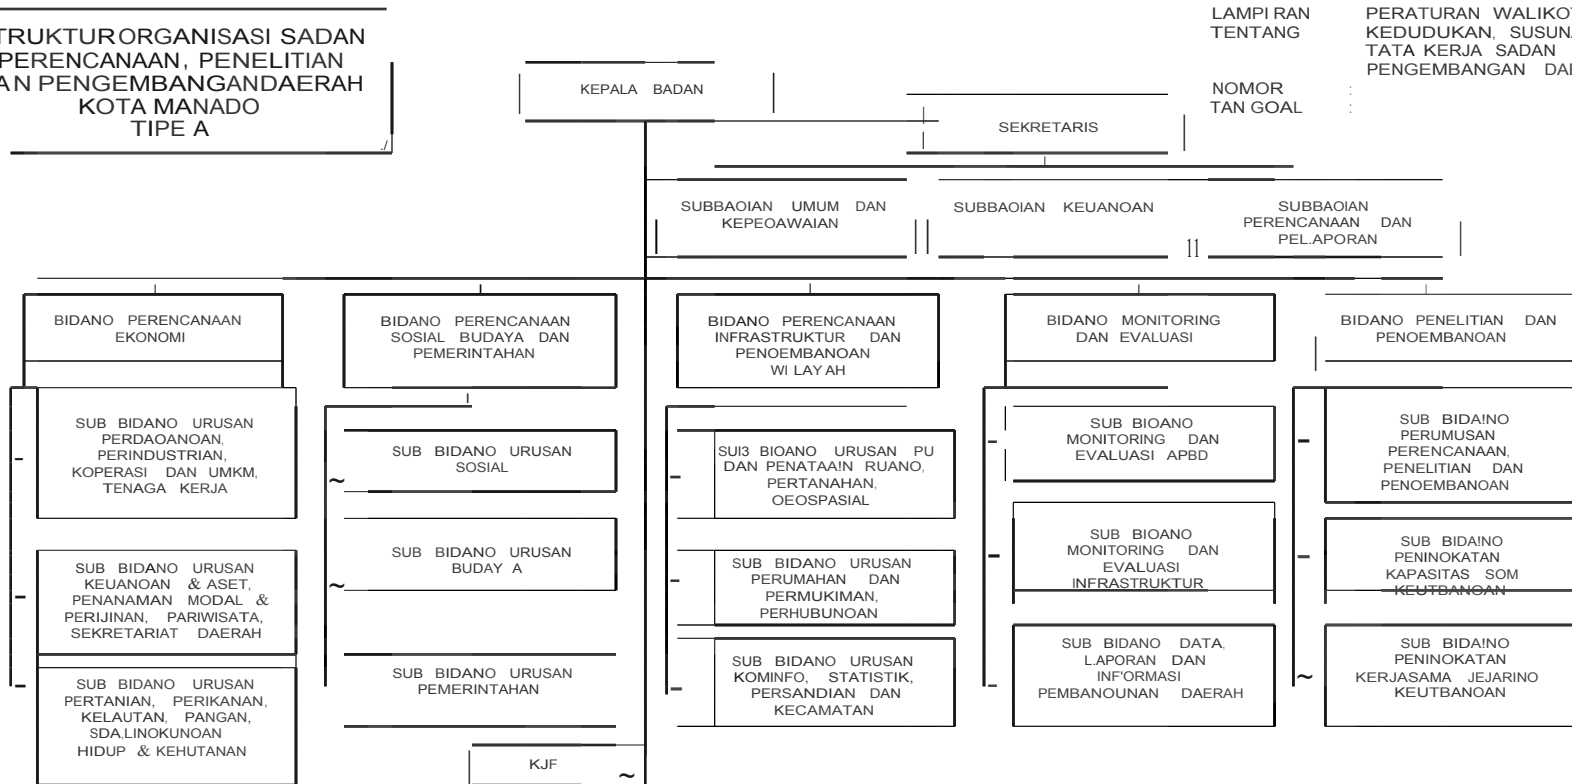 TRUKTUR ORGANISASI SADAN
PERENCANAAN, PENELITIAN
AN PENGEMBANGANDAERAH
KOTA MANADO
TIPE A
LAMPI RAN PERATURAN WALIKOT
TENTANG KEDUDUKAN, SUSUNA
TATA KERJA SADAN
PENGEMBANGAN DAE
NOMOR :
TAN GOAL :
KEPALA BADAN
SEKRETARIS
SUBBAOIAN UMUM DAN
KEPEOAWAIAN
SUBBAOIAN KEUANOAN
SUBBAOIAN
PERENCANAAN DAN
PEL.APORAN
BIDANO PERENCANAAN
EKONOMI
BIDANO PERENCANAAN
SOSIAL BUDAYA DAN
PEMERINTAHAN
BIDANO PERENCANAAN
INFRASTRUKTUR DAN
PENOEMBANOAN
WI LAY AH
BIDANO MONITORING
DAN EVALUASI
BIDANO PENELITIAN DAN
PENOEMBANOAN
SUB BIDANO URUSAN
PERDAOANOAN,
PERINDUSTRIAN,
KOPERASI DAN UMKM,
TENAGA KERJA
SUB BIDANO URUSAN
KEUANOAN & ASET,
PENANAMAN MODAL &
PERIJINAN, PARIWISATA,
SEKRETARIAT DAERAH
SUB BIDANO URUSAN
PERTANIAN, PERIKANAN,
KELAUTAN, PANGAN,
SDA,LINOKUNOAN
HIDUP & KEHUTANAN
SUB BIDANO URUSAN
SOSIAL
SUB BIDANO URUSAN
BUDAY A
SUB BIDANO URUSAN
PEMERINTAHAN
KJF
SUI3 BIOANO URUSAN PU
DAN PENATAA!N RUANO,
PERTANAHAN,
OEOSPASIAL
SUB BIDANO URUSAN
PERUMAHAN DAN
PERMUKIMAN,
PERHUBUNOAN
SUB BIDANO URUSAN
KOMINFO, STATISTIK,
PERSANDIAN DAN
KECAMATAN
SUB BIOANO
MONITORING DAN
EVALUASI APBD
SUB BIOANO
MONITORING DAN
EVALUASI
INFRASTRUKTUR
SUB BIDANO DATA,
L.APORAN DAN
INF'ORMASI
PEMBANOUNAN DAERAH
SUB BIDA!NO
PERUMUSAN
PERENCANAAN,
PENELITIAN DAN
PENOEMBANOAN
SUB BIDA!NO
PENINOKATAN
KAPASITAS SOM
KEUTBANOAN
SUB BIDA!NO
PENINOKATAN
KERJASAMA JEJARINO
KEUTBANOAN